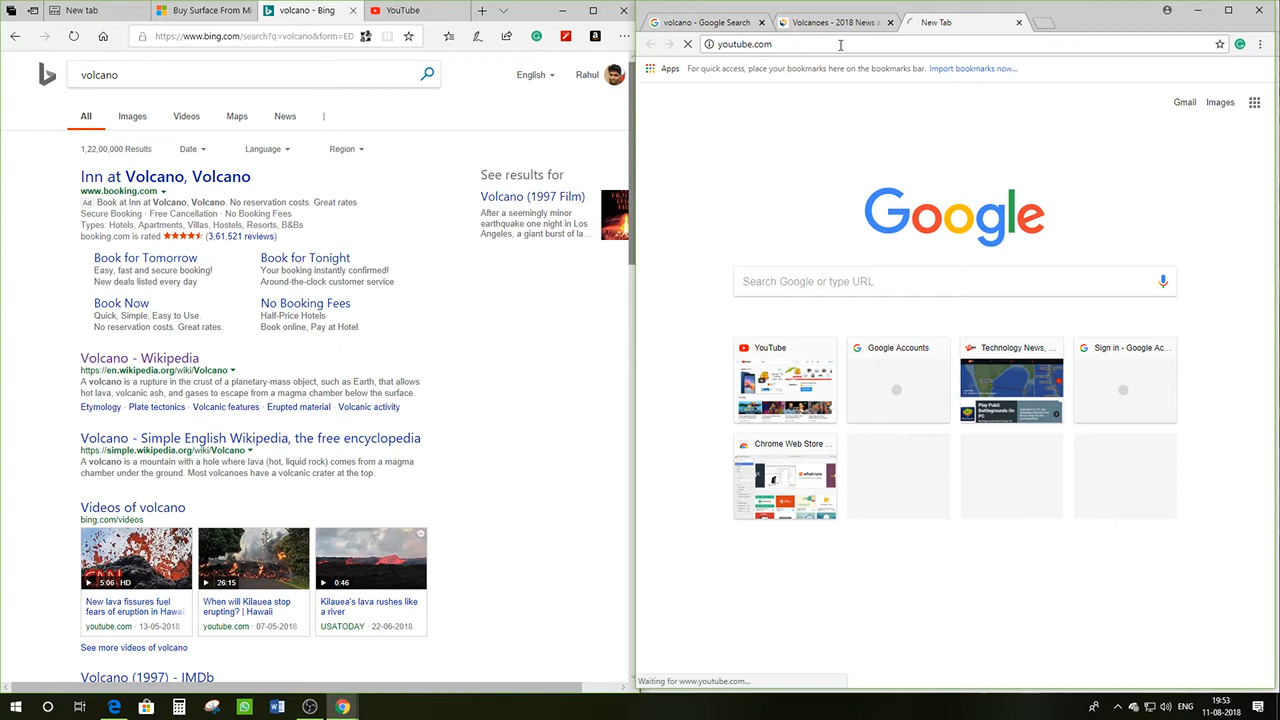 New tab
Buy Surface From Mi
volcano - Bing
YouTube
https://www.bing.com/search?q=volcano&form=ED
volcano
English
Rahul
All
Images
Videos
Maps
News
1,22,00,000 Results
Date
Language
Region
Inn at Volcano, Volcano
www.booking.com
Ad Book at Inn at Volcano, Volcano. No reservation costs. Great rates
Secure Booking · Free Cancellation · No Booking Fees
Types: Hotels, Apartments, Villas, Hostels, Resorts, B&Bs
booking.com is rated (3,61,521 reviews)
Book for Tomorrow
Easy, fast and secure booking!
New deals listed every day
Book for Tonight
Your booking instantly confirmed!
Around-the-clock customer service
Book Now
Quick, Simple, Easy to Use.
No reservation costs. Great rates.
No Booking Fees
Half-Price Hotels
Book online, Pay at Hotel.
Volcano - Wikipedia
https://en.wikipedia.org/wiki/Volcano
A volcano is a rupture in the crust of a planetary-mass object, such as Earth, that allows
hot lava, volcanic ash, and gases to escape from a magma chamber below the surface.
Etymology · Plate tectonics · Volcanic features · Erupted material · Volcanic activity
Volcano - Simple English Wikipedia, the free encyclopedia
https://simple.wikipedia.org/wiki/Volcano
A volcano is a mountain with a hole where lava (hot, liquid rock) comes from a magma
chamber under the ground. Most volcanoes have a volcanic crater at the top.
Videos of volcano
bing.com/videos
5:06 HD
26:15
0:46
New lava fissures fuel
fears of eruption in Hawaii
youtube.com · 13-05-2018
When will Kilauea stop
erupting? | Hawaii
youtube.com · 07-05-2018
Kilauea's lava rushes like
a river
USATODAY · 22-06-2018
See more videos of volcano
Volcano (1997) - IMDb
See results for
Volcano (1997 Film)
After a seemingly minor
earthquake one night in Los
Angeles, a giant burst of la...
volcano - Google Search
Volcanoes - 2018 News a
New Tab
youtube.com
Apps
For quick access, place your bookmarks here on the bookmarks bar. Import bookmarks now...
Gmail
Images
Google
Search Google or type URL
YouTube
Google Accounts
Technology News, ...
Sign in - Google Ac...
Chrome Web Store ...
Waiting for www.youtube.com...
ENG
19:53
11-08-2018